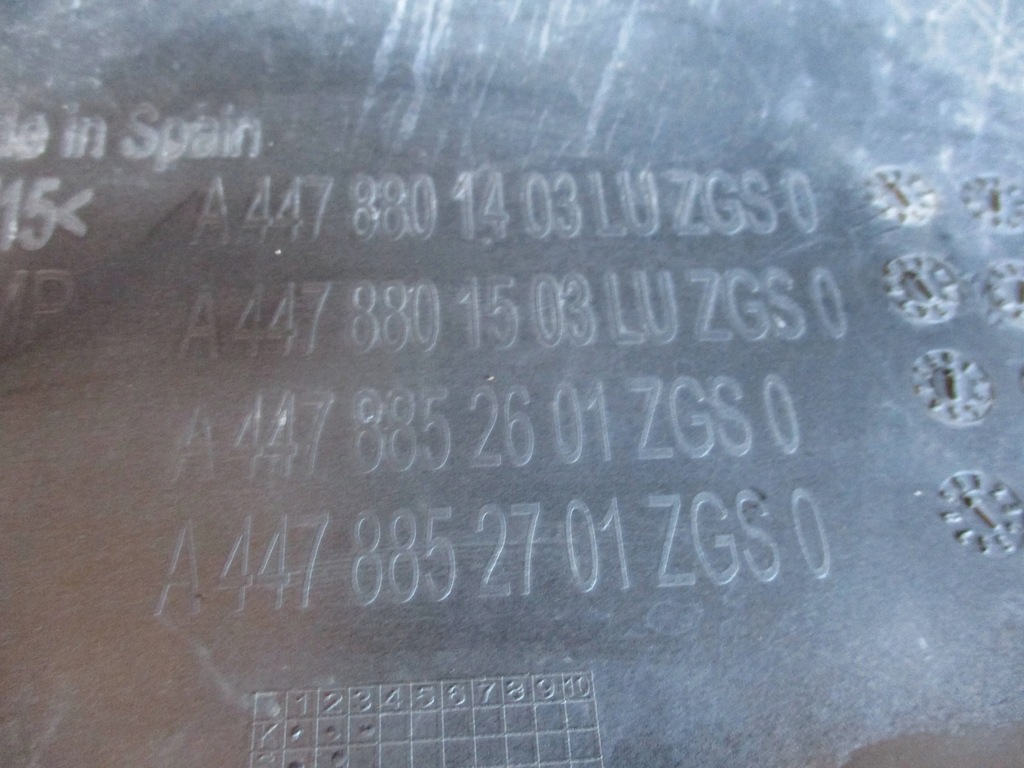 in Spain
15<
A 447 880 14 03 LU ZGS 0
A 447 880 15 03 LU ZGS 0
A 447 885 26 01 ZGS 0
A 447 885 27 01 ZGS 0
1 2 3 4 5 6 7 8 9 10